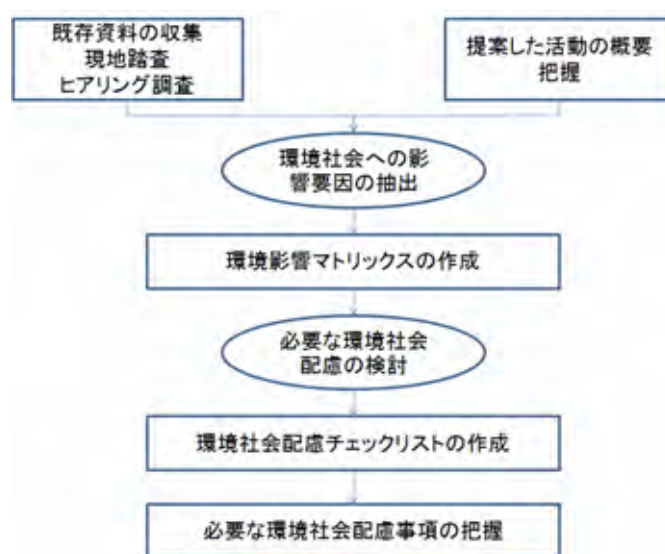 既存資料の収集
現地踏査
ヒアリング調査
提案した活動の概要
把握
環境社会への影
響要因の抽出
環境影響マトリックスの作成
必要な環境社会
配慮の検討
環境社会配慮チェックリストの作成
必要な環境社会配慮事項の把握